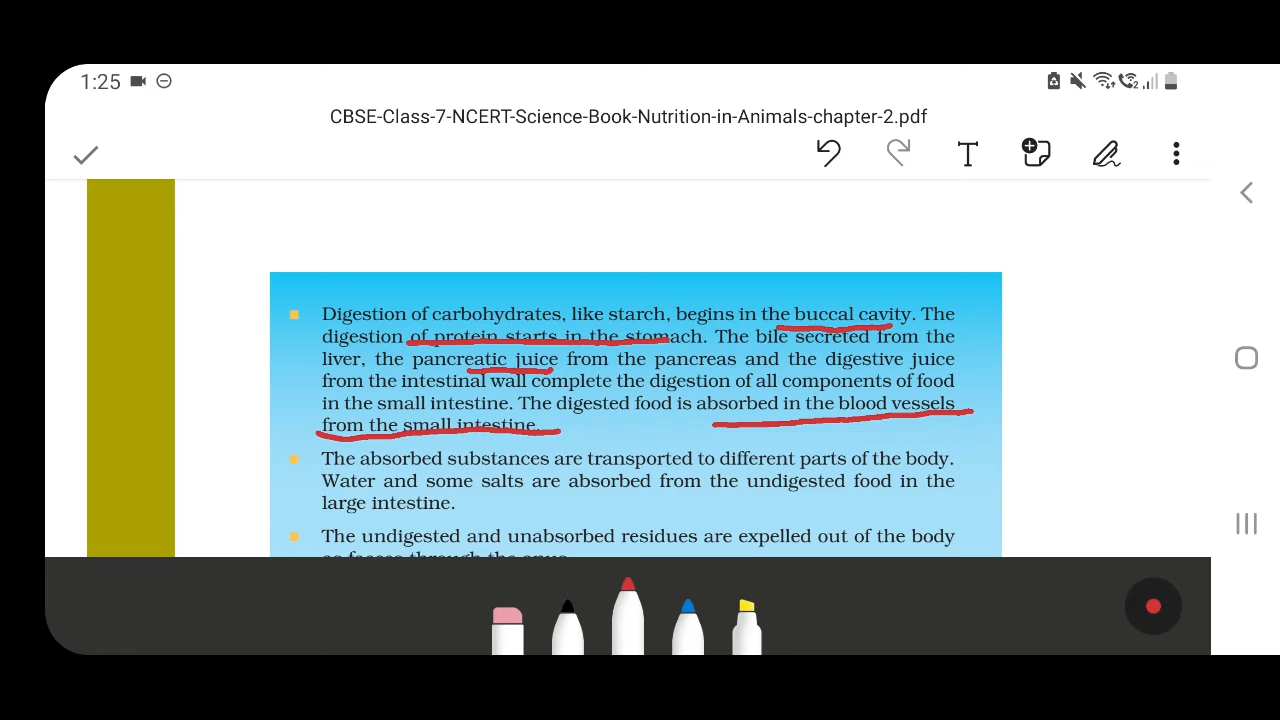 1:25
CBSE-Class-7-NCERT-Science-Book-Nutrition-in-Animals-chapter-2.pdf
T
Digestion of carbohydrates, like starch, begins in the buccal cavity. The
digestion of protein starts in the stomach. The bile secreted from the
liver, the pancreatic juice from the pancreas and the digestive juice
from the intestinal wall complete the digestion of all components of food
in the small intestine. The digested food is absorbed in the blood vessels
from the small intestine.
The absorbed substances are transported to different parts of the body.
Water and some salts are absorbed from the undigested food in the
large intestine.
The undigested and unabsorbed residues are expelled out of the body
as faeces through the anus.